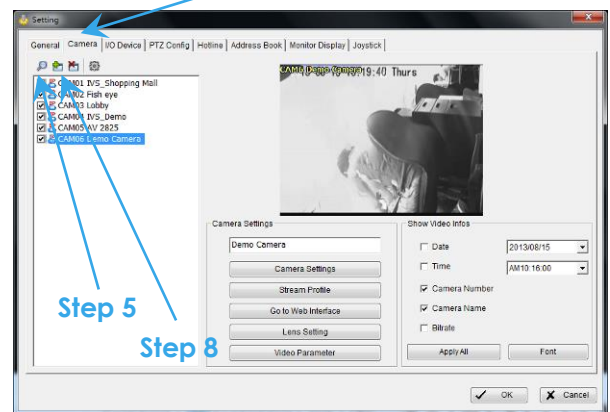 Setting
General Camera I/O Device PTZ Config Hotline Address Book Monitor Display Joystick
CAM01 IVS_Shopping Mall
CAM02 Fish eye
CAM03 Lobby
CAM04 IVS_Demo
CAM05 AV 2825
CAM06 Demo Camera
19:40 Thurs
Camera Settings
Demo Camera
Camera Settings
Stream Profile
Go to Web Interface
Lens Setting
Video Parameter
Show Video Infos
Date 2013/08/15
Time AM10:16:00
Camera Number
Camera Name
Bitrate
Apply All Font
Step 5
Step 8
OK Cancel